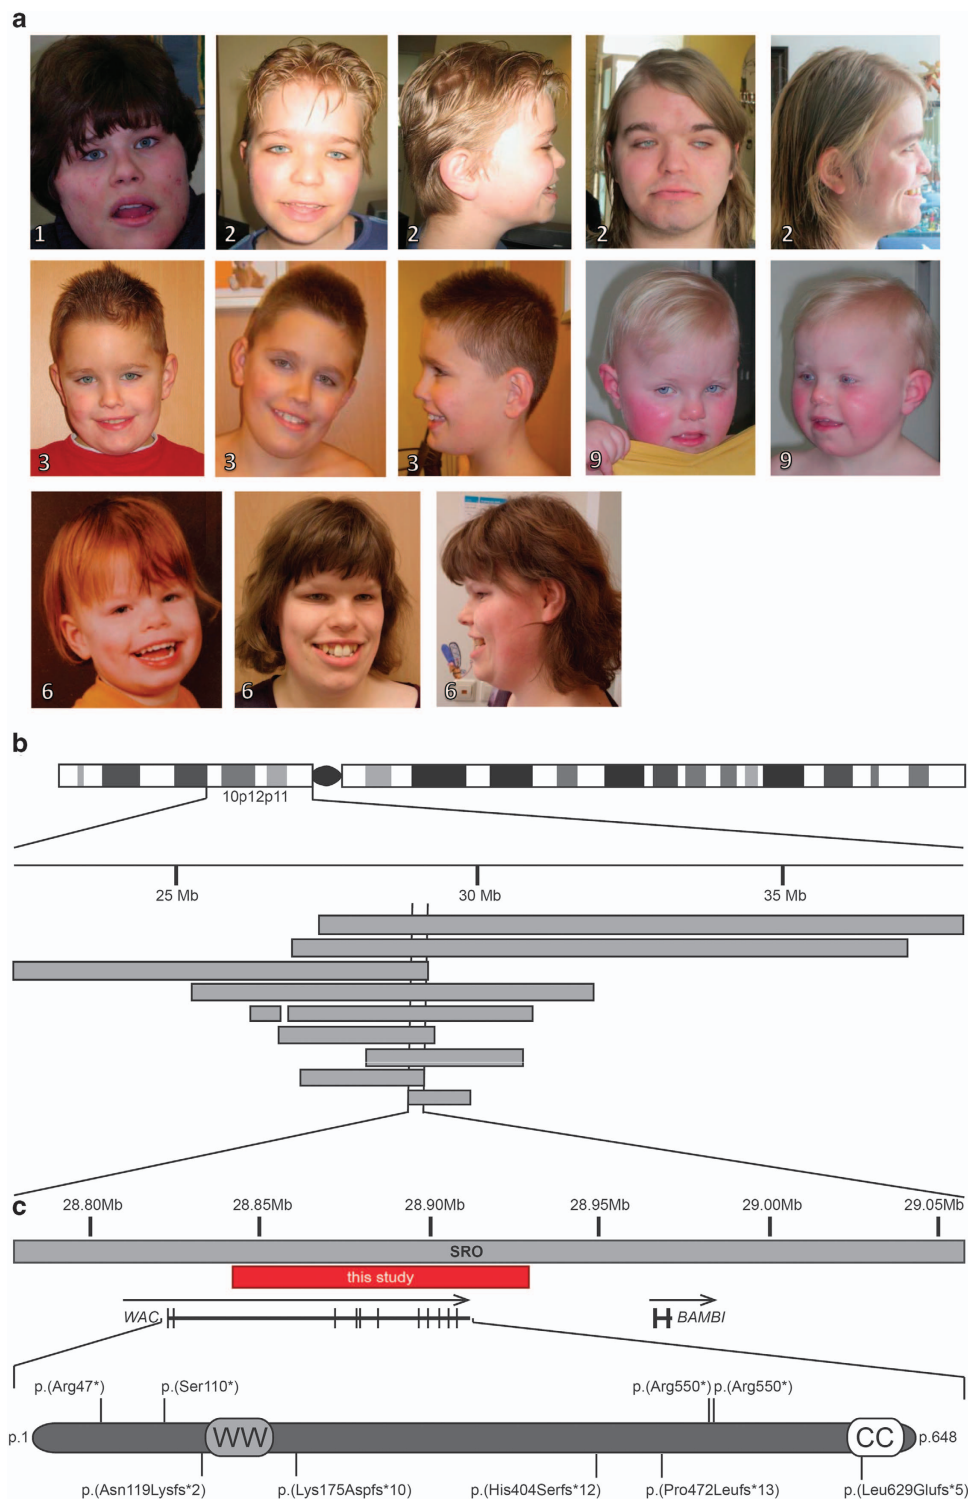 a
1
2
2
2
2
3
3
3
9
9
6
6
6
b
10p12p11
25 Mb
30 Mb
35 Mb
c
28.80Mb
28.85Mb
28.90Mb
28.95Mb
29.00Mb
29.05Mb
SRO
this study
WAC
BAMBI
p.(Arg47*)
p.(Ser110*)
p.(Arg550*)
p.(Arg550*)
p.1
WW
CC
p.648
p.(Asn119Lysfs*2)
p.(Lys175Aspfs*10)
p.(His404Serfs*12)
p.(Pro472Leufs*13)
p.(Leu629Glufs*5)